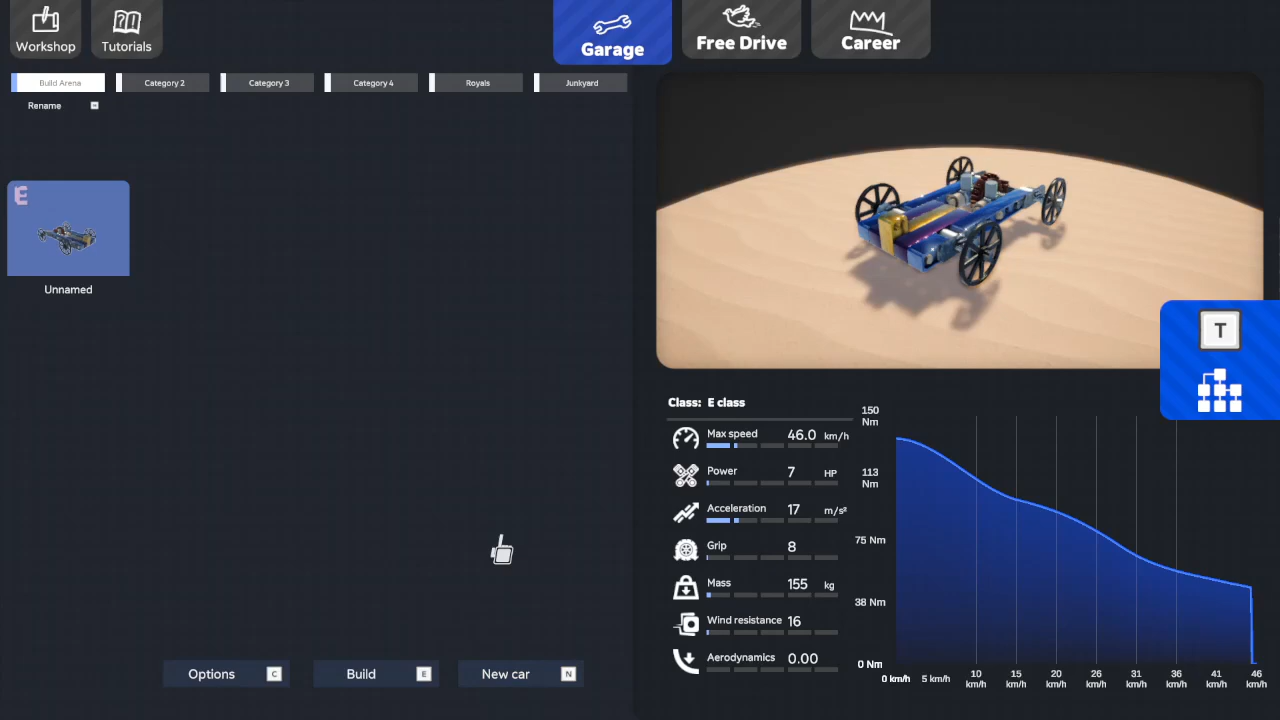 Workshop
Tutorials
Garage
Free Drive
Career
Build Arena
Category 2
Category 3
Category 4
Royals
Junkyard
Rename
E
Unnamed
T
Class: E class
Max speed 46.0 km/h
Power 7 HP
Acceleration 17 m/s²
Grip 8
Mass 155 kg
Wind resistance 16
Aerodynamics 0.00
150 Nm
113 Nm
75 Nm
38 Nm
0 Nm
0 km/h
5 km/h
10 km/h
15 km/h
20 km/h
26 km/h
31 km/h
36 km/h
41 km/h
46 km/h
Options C
Build E
New car N